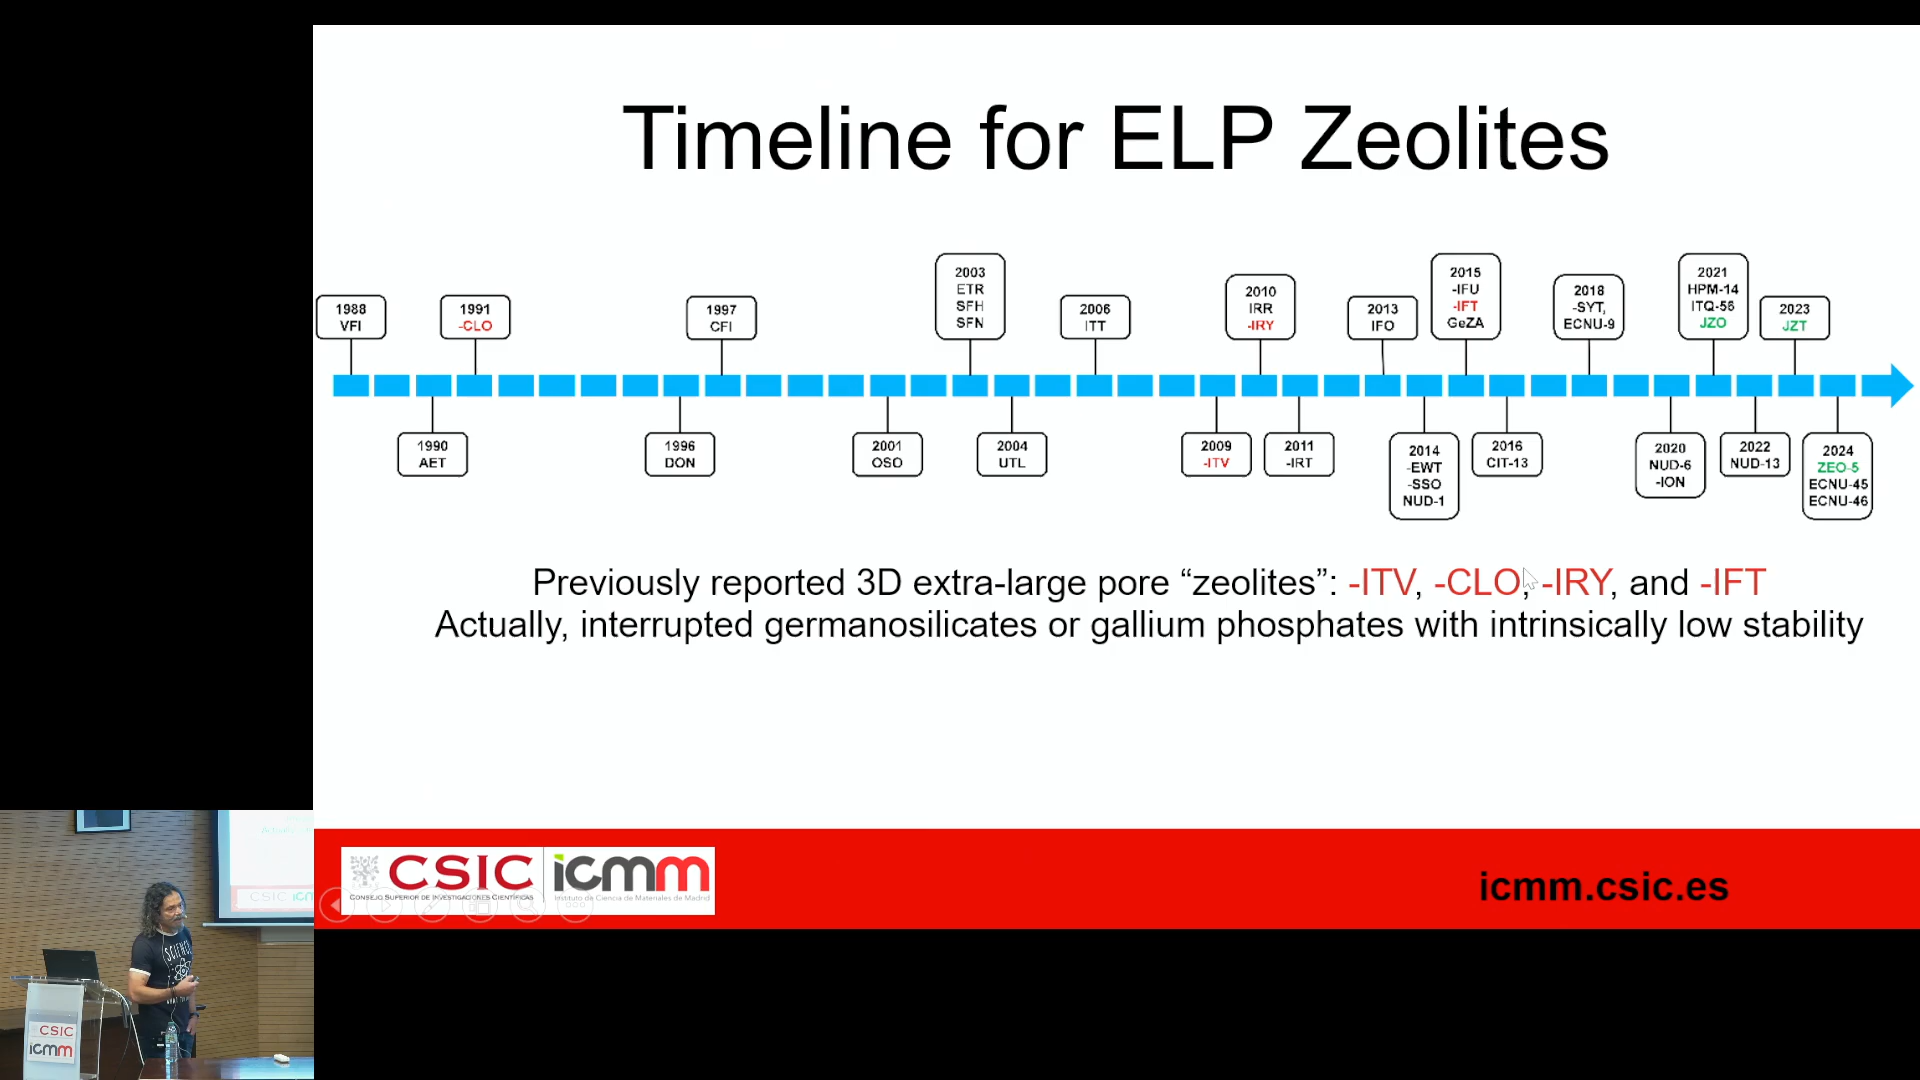 Timeline for ELP Zeolites
1988
VFI
1991
-CLO
1997
CFI
2003
ETR
SFH
SFN
2006
ITT
2010
IRR
-IRY
2013
IFO
2015
-IFU
-IFT
GeZA
2018
-SYT,
ECNU-9
2021
HPM-14
ITQ-56
JZO
2023
JZT
1990
AET
1996
DON
2001
OSO
2004
UTL
2009
-ITV
2011
-IRT
2014
-EWT
-SSO
NUD-1
2016
CIT-13
2020
NUD-6
-ION
2022
NUD-13
2024
ZEO-5
ECNU-45
ECNU-46
Previously reported 3D extra-large pore “zeolites”: -ITV, -CLO, -IRY, and -IFT
Actually, interrupted germanosilicates or gallium phosphates with intrinsically low stability
CSIC
CONSEJO SUPERIOR DE INVESTIGACIONES CIENTÍFICAS
icmm
Instituto de Ciencia de Materiales de Madrid
icmm.csic.es
CSIC
SCIENCE
CSIC
icmm